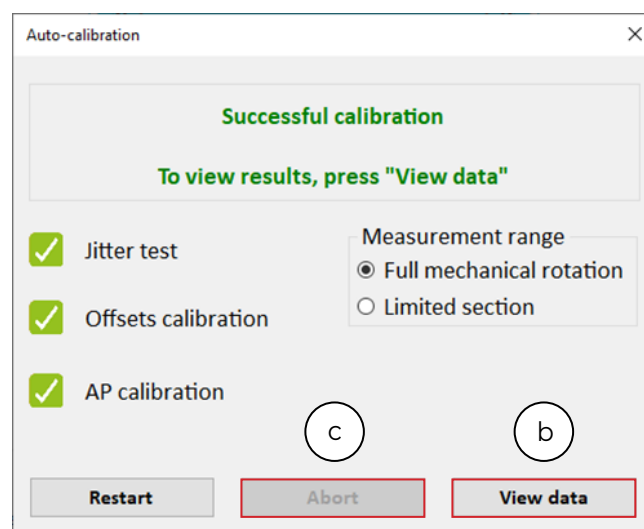 Auto-calibration
Successful calibration
To view results, press "View data"
Jitter test
Measurement range
Full mechanical rotation
Limited section
Offsets calibration
AP calibration
c
b
Restart
Abort
View data